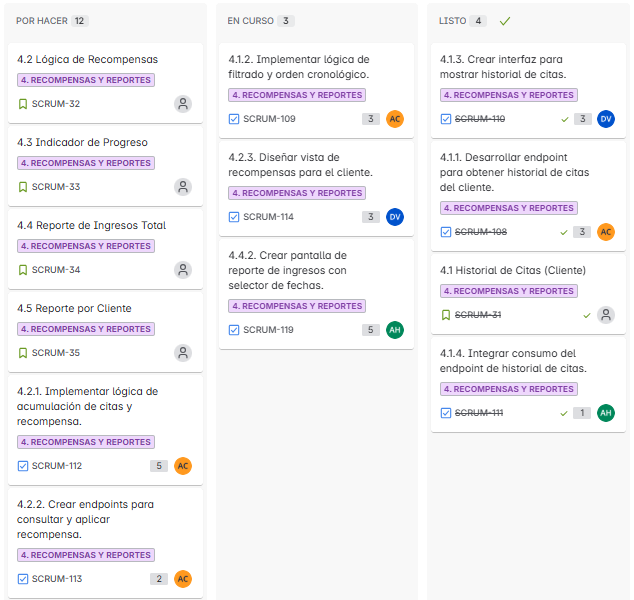 POR HACER 12
4.2 Lógica de Recompensas
4. RECOMPENSAS Y REPORTES
SCRUM-32
4.3 Indicador de Progreso
4. RECOMPENSAS Y REPORTES
SCRUM-33
4.4 Reporte de Ingresos Total
4. RECOMPENSAS Y REPORTES
SCRUM-34
4.5 Reporte por Cliente
4. RECOMPENSAS Y REPORTES
SCRUM-35
4.2.1. Implementar lógica de
acumulación de citas y
recompensa.
4. RECOMPENSAS Y REPORTES
SCRUM-112 5 AC
4.2.2. Crear endpoints para
consultar y aplicar
recompensa.
4. RECOMPENSAS Y REPORTES
SCRUM-113 2 AC
EN CURSO 3
4.1.2. Implementar lógica de
filtrado y orden cronológico.
4. RECOMPENSAS Y REPORTES
SCRUM-109 3 AC
4.2.3. Diseñar vista de
recompensas para el cliente.
4. RECOMPENSAS Y REPORTES
SCRUM-114 3 DV
4.4.2. Crear pantalla de
reporte de ingresos con
selector de fechas.
4. RECOMPENSAS Y REPORTES
SCRUM-119 5 AH
LISTO 4
4.1.3. Crear interfaz para
mostrar historial de citas.
4. RECOMPENSAS Y REPORTES
SCRUM-110 3 DV
4.1.1. Desarrollar endpoint
para obtener historial de citas
del cliente.
4. RECOMPENSAS Y REPORTES
SCRUM-108 3 AC
4.1 Historial de Citas (Cliente)
4. RECOMPENSAS Y REPORTES
SCRUM-31
4.1.4. Integrar consumo del
endpoint de historial de citas.
4. RECOMPENSAS Y REPORTES
SCRUM-111 1 AH